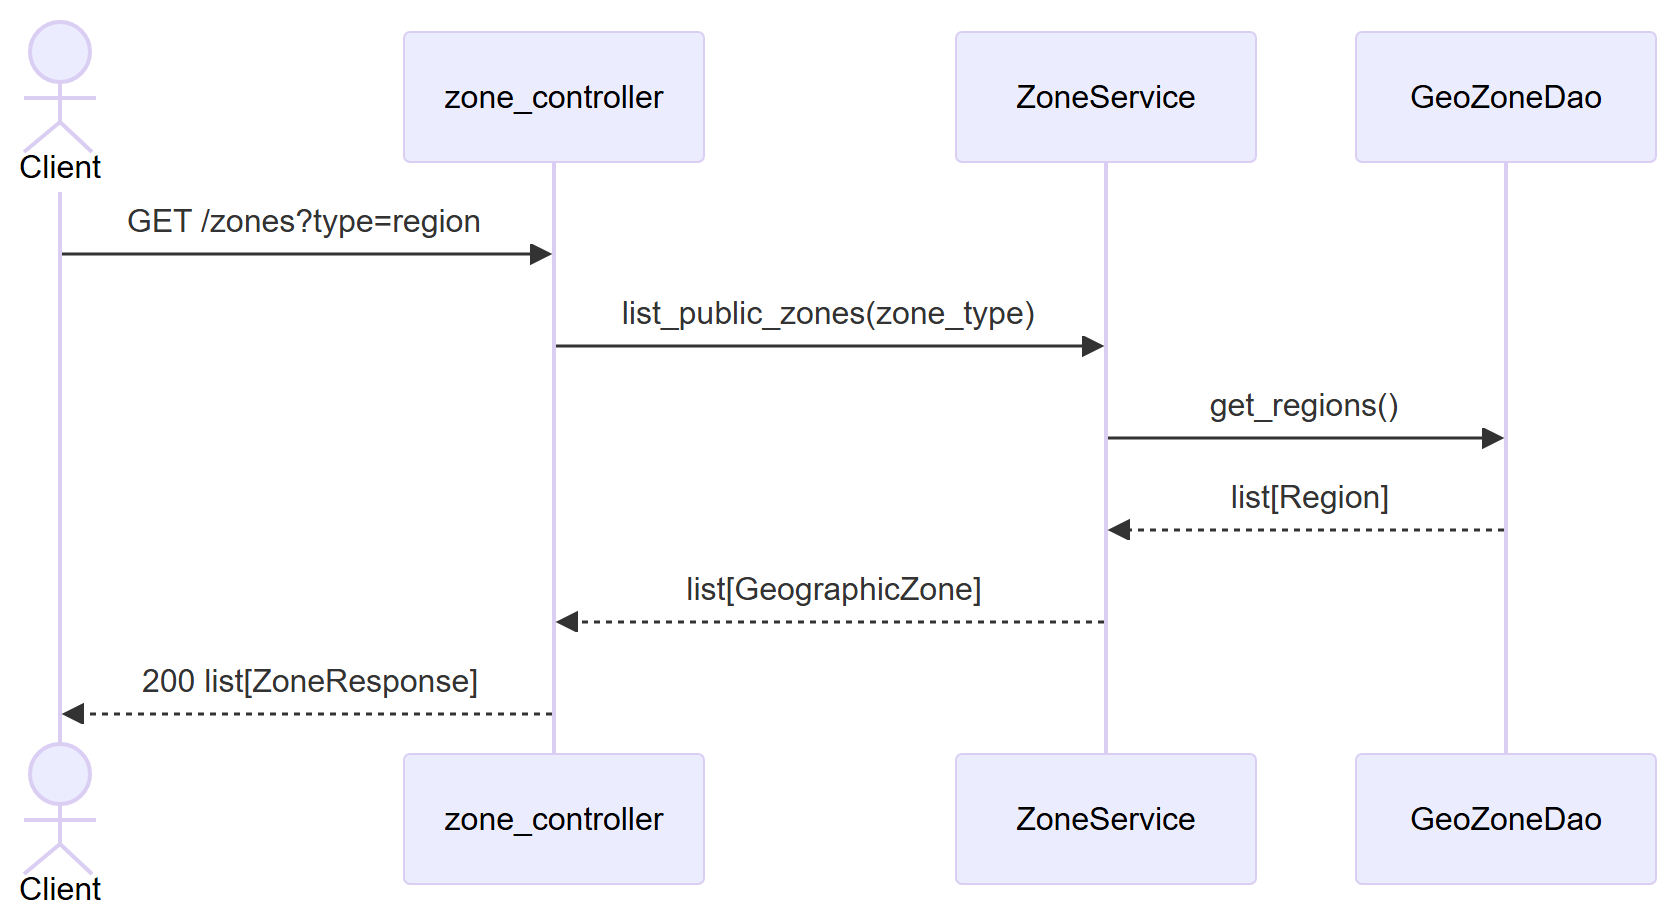 Client
zone_controller
ZoneService
GeoZoneDao
GET /zones?type=region
list_public_zones(zone_type)
get_regions()
list[Region]
list[GeographicZone]
200 list[ZoneResponse]
Client
zone_controller
ZoneService
GeoZoneDao